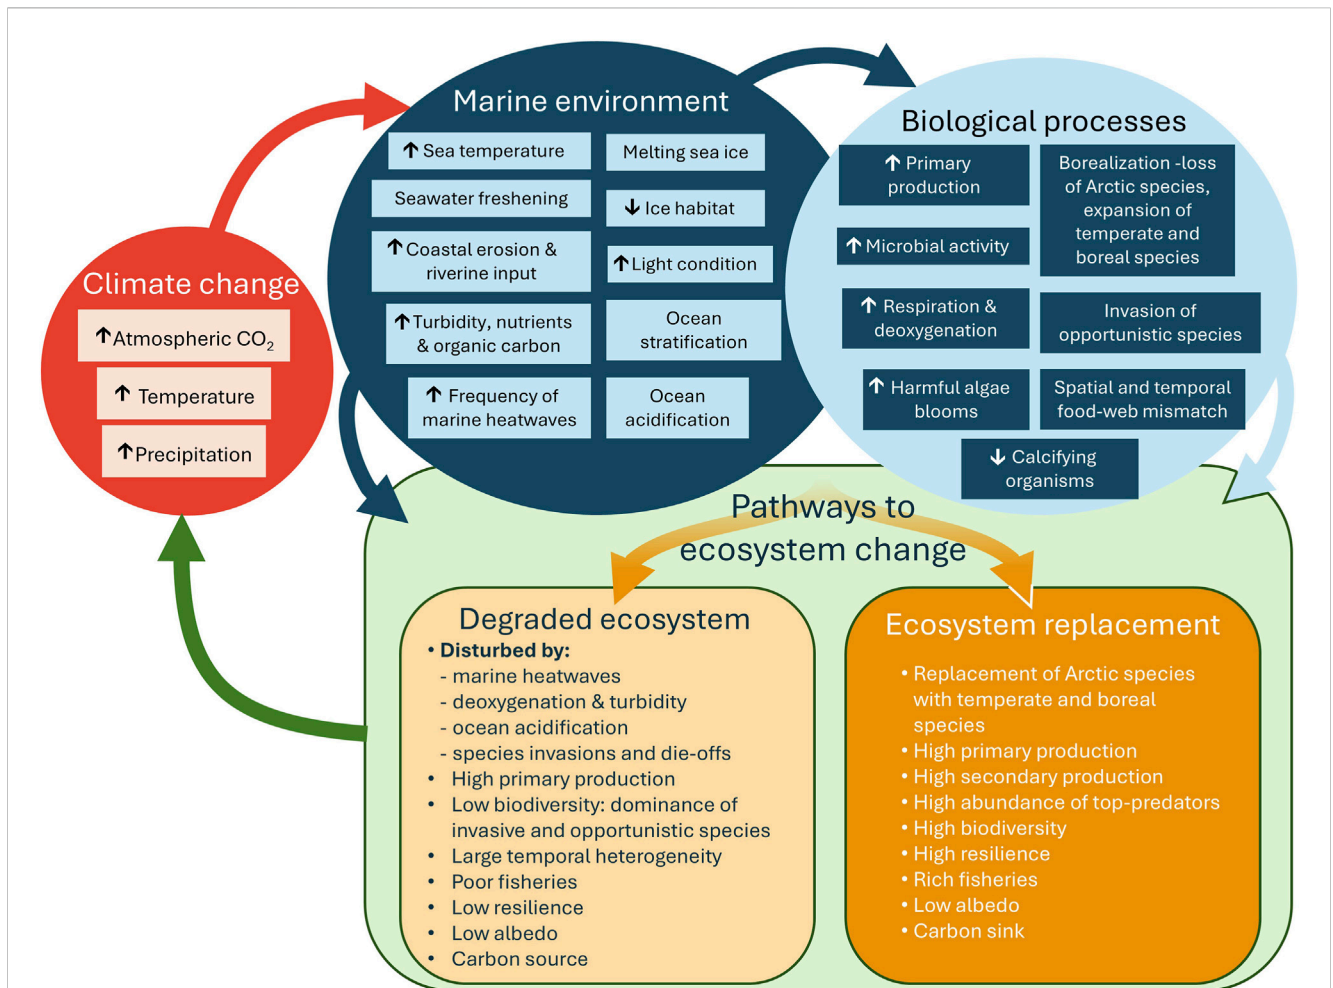 Climate change
↑Atmospheric CO₂
↑ Temperature
↑Precipitation
Marine environment
↑ Sea temperature
Seawater freshening
↑Coastal erosion &
riverine input
↑Turbidity, nutrients
& organic carbon
↑ Frequency of
marine heatwaves
Melting sea ice
↓ Ice habitat
↑Light condition
Ocean
stratification
Ocean
acidification
Biological processes
↑ Primary
production
↑ Microbial activity
↑ Respiration &
deoxygenation
↑ Harmful algae
blooms
Borealization -loss
of Arctic species,
expansion of
temperate and
boreal species
Invasion of
opportunistic species
Spatial and temporal
food-web mismatch
↓ Calcifying
organisms
Pathways to
ecosystem change
Degraded ecosystem
• Disturbed by:
- marine heatwaves
- deoxygenation & turbidity
- ocean acidification
- species invasions and die-offs
• High primary production
• Low biodiversity: dominance of
invasive and opportunistic species
• Large temporal heterogeneity
• Poor fisheries
• Low resilience
• Low albedo
• Carbon source
Ecosystem replacement
• Replacement of Arctic species
with temperate and boreal
species
• High primary production
• High secondary production
• High abundance of top-predators
• High biodiversity
• High resilience
• Rich fisheries
• Low albedo
• Carbon sink